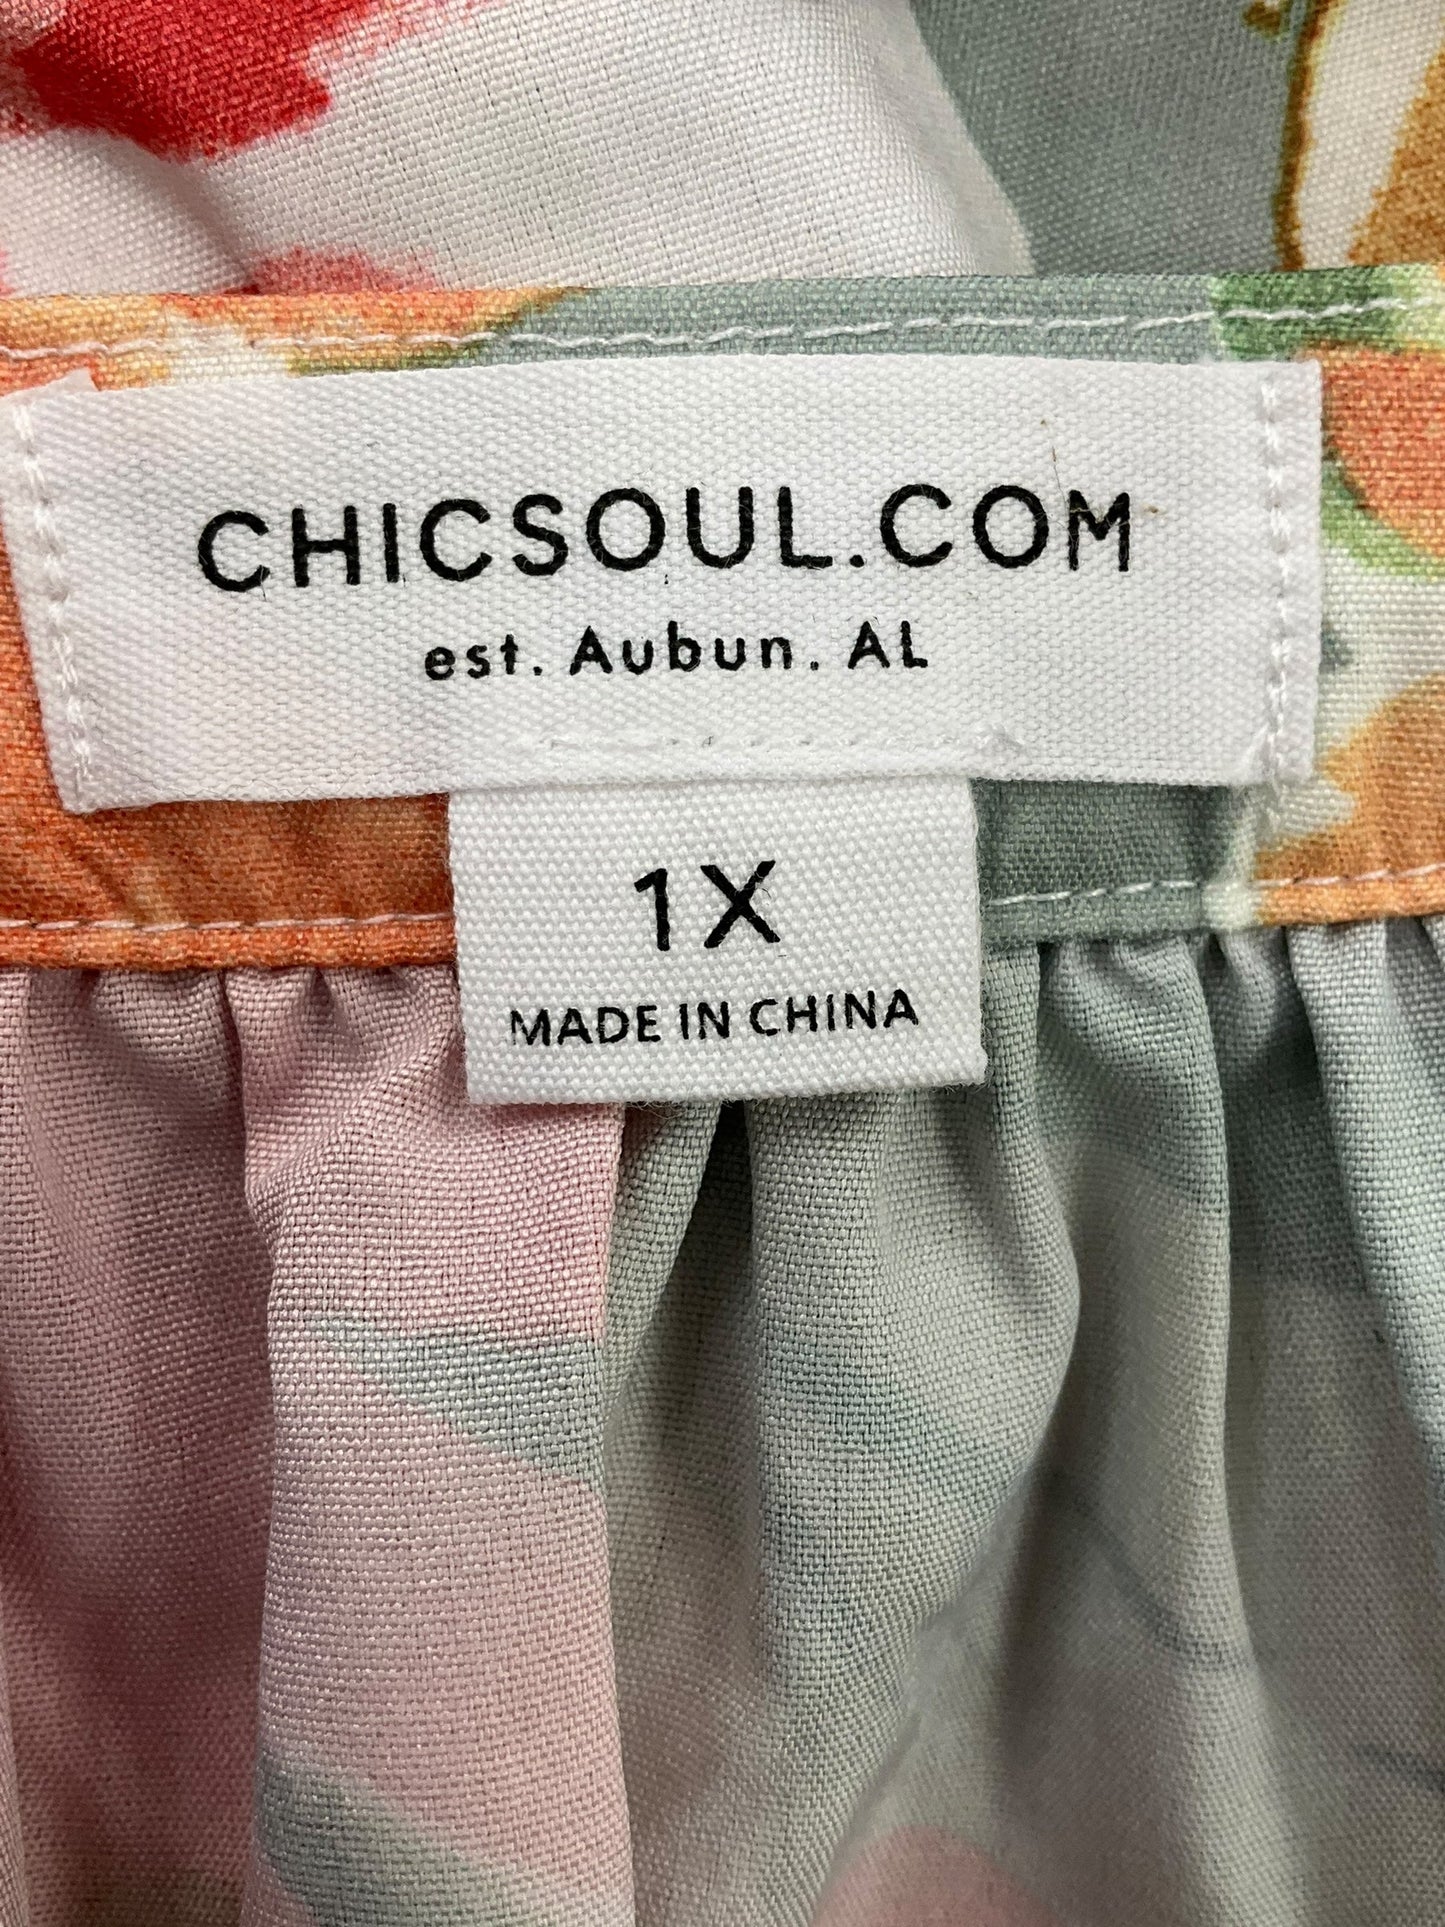 CHICSOUL.COM
est. Aubun. AL
1X
MADE IN CHINA